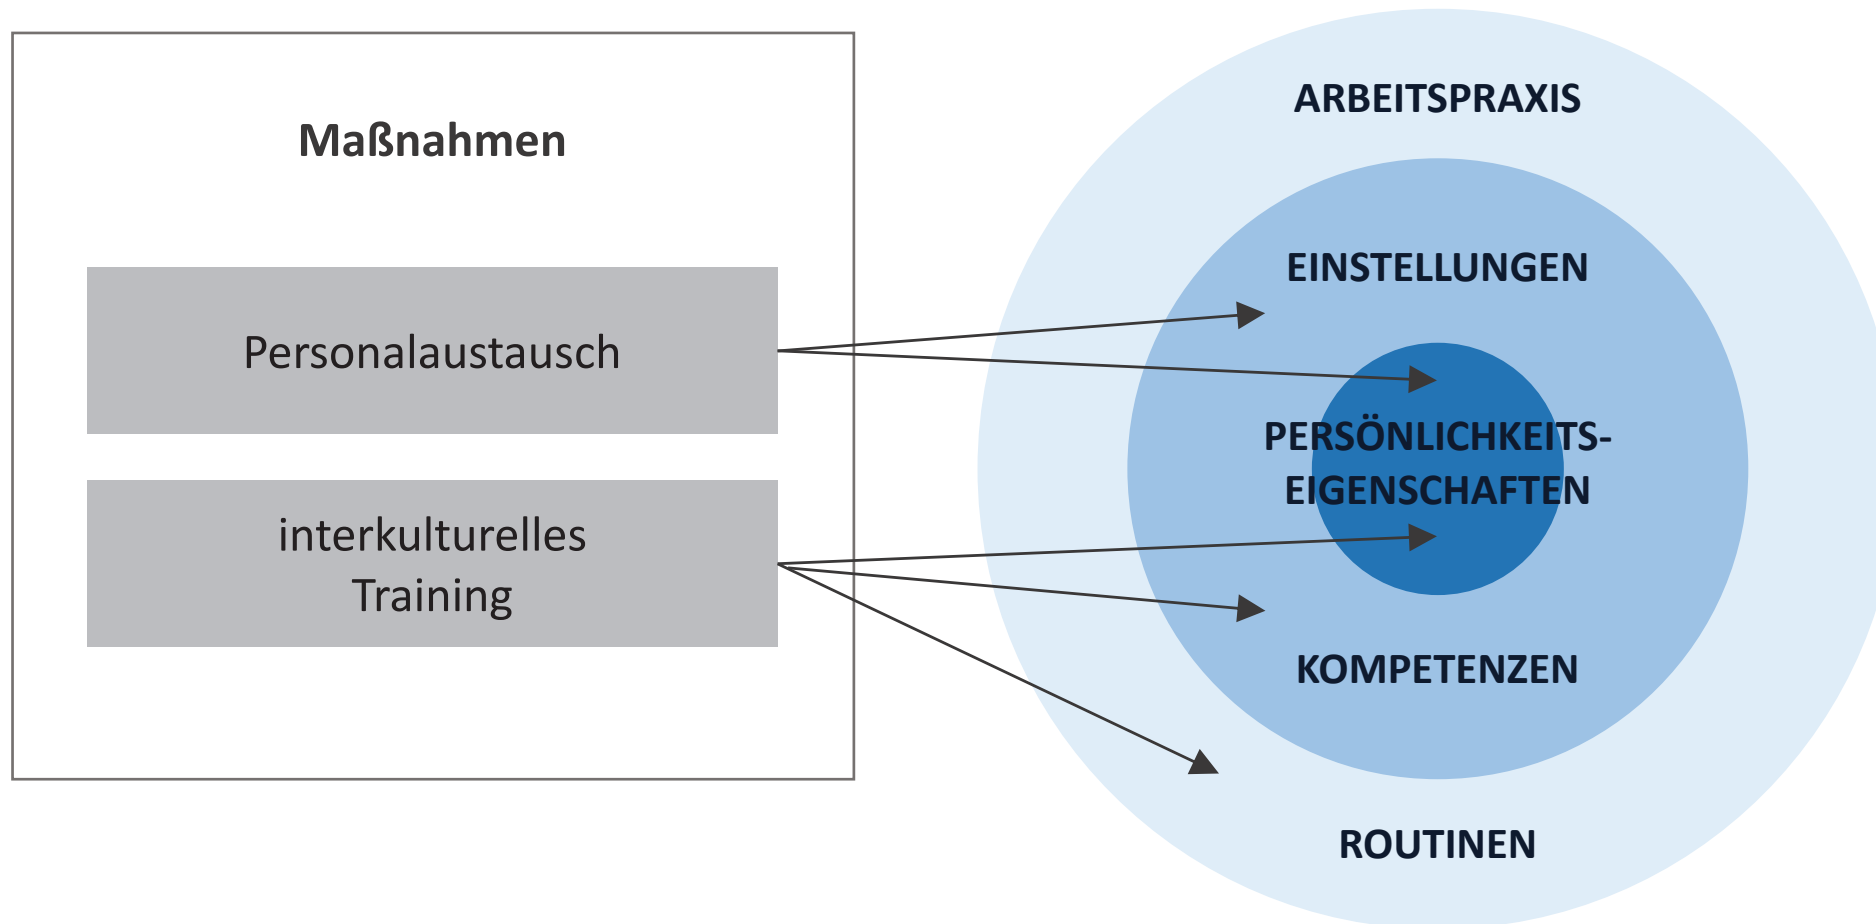 Maßnahmen
Personalaustausch
interkulturelles
Training
ARBEITSPRAXIS
EINSTELLUNGEN
PERSÖNLICHKEITS-
EIGENSCHAFTEN
KOMPETENZEN
ROUTINEN